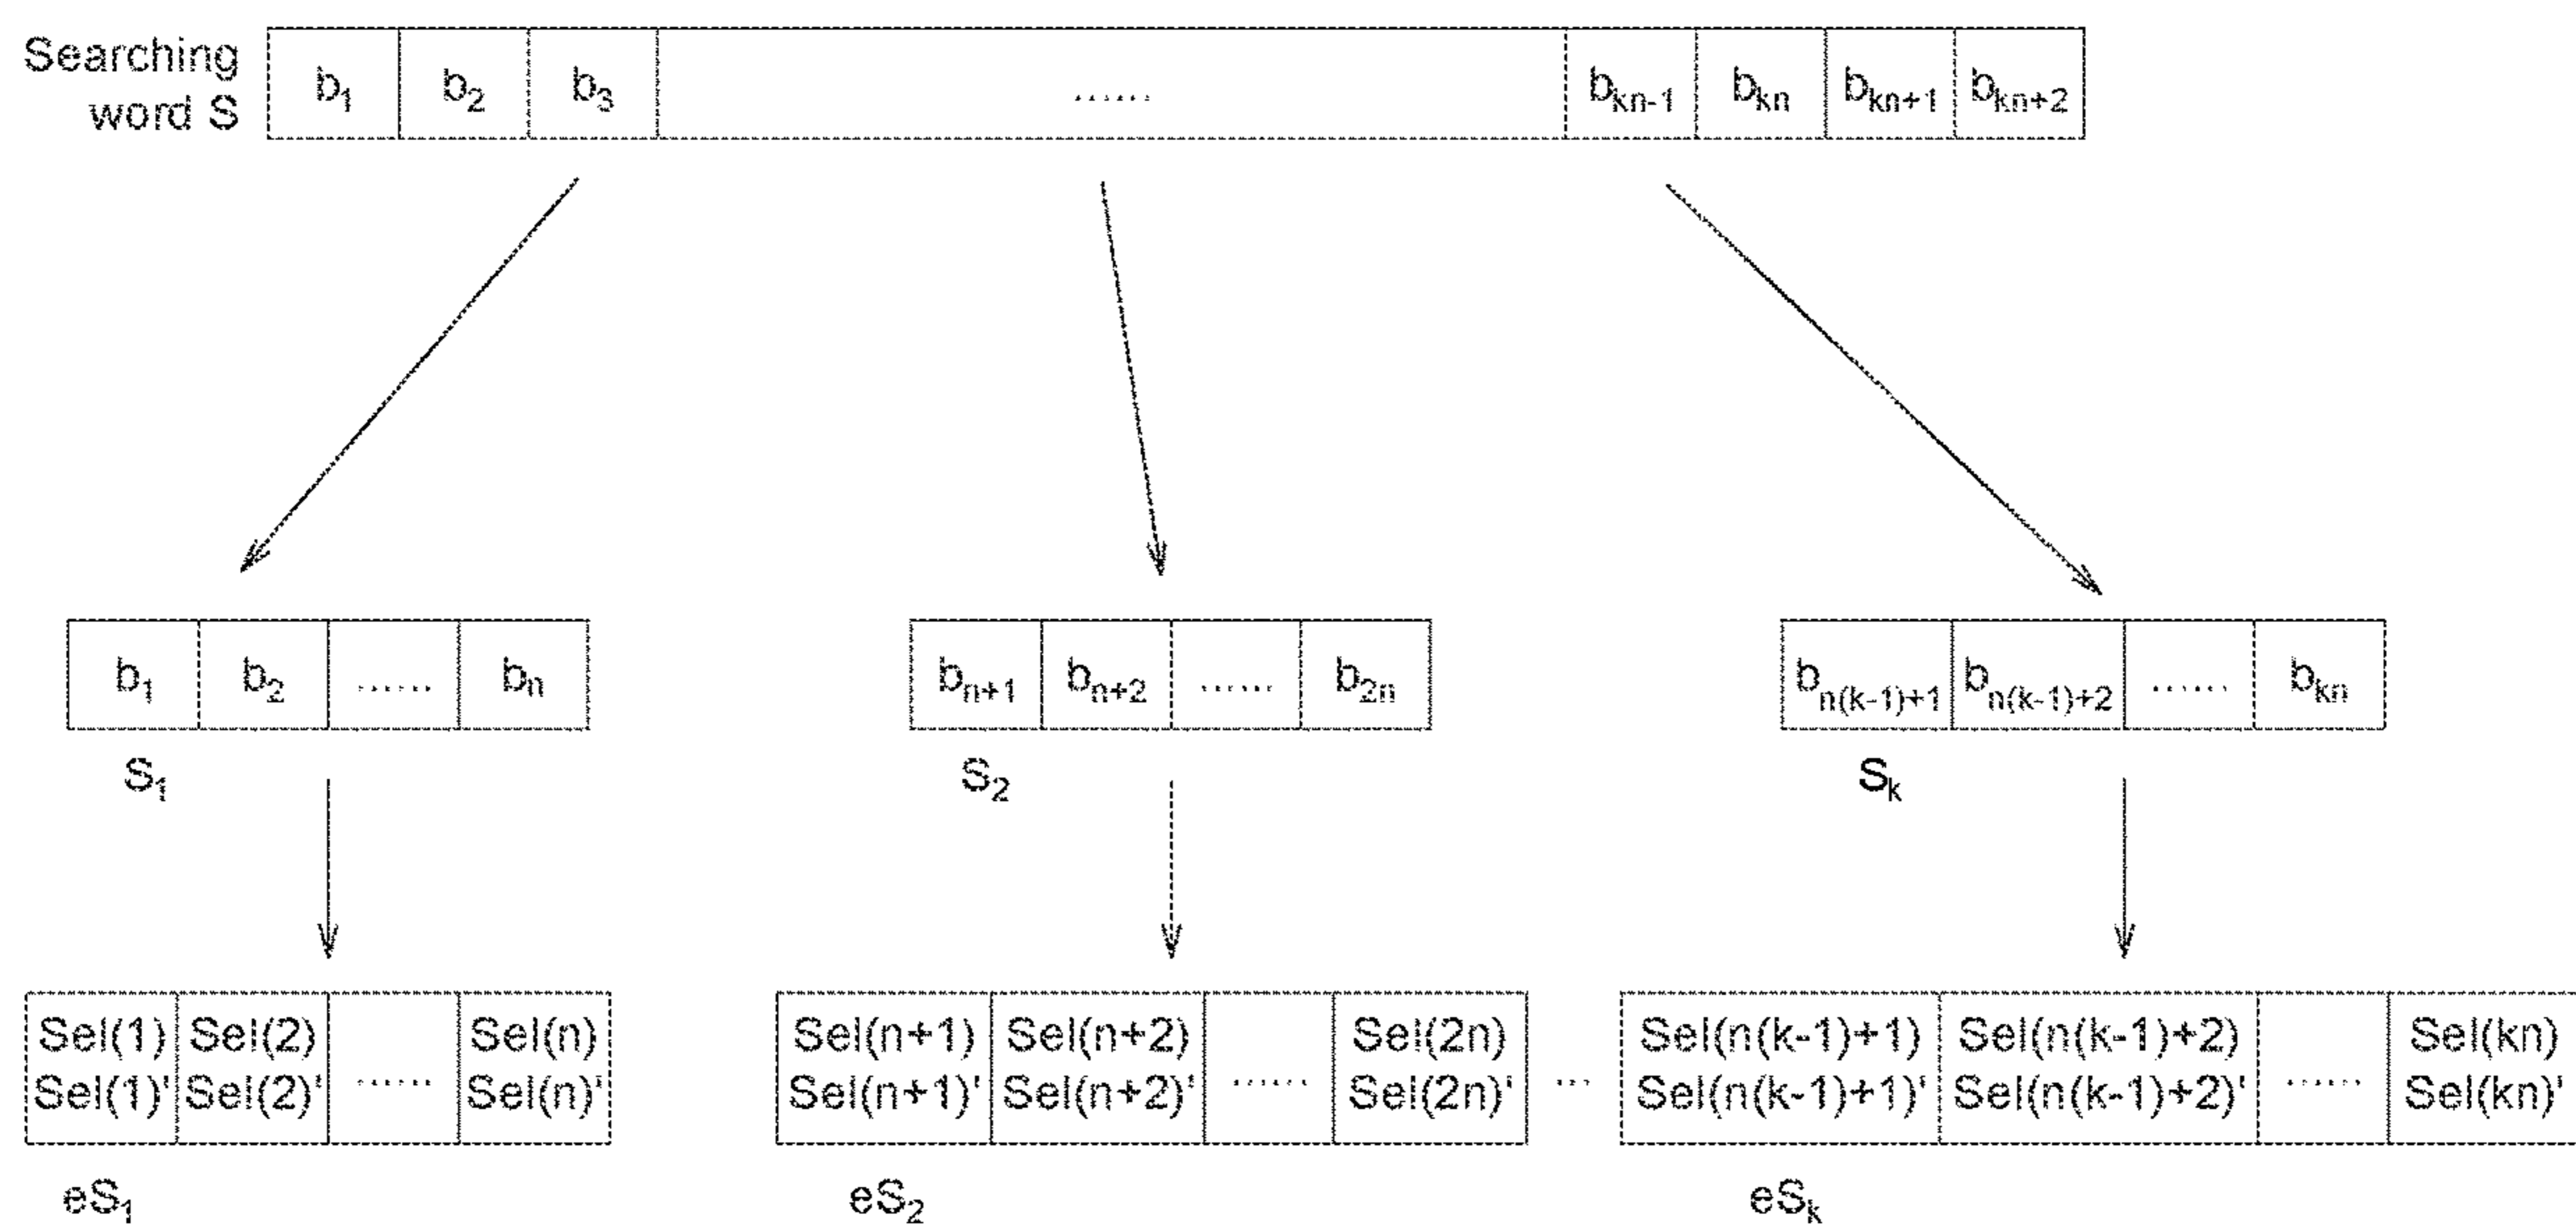 Searching
word S
b₁ b₂ b₃ ...... bₖₙ₋₁ bₖₙ bₖₙ₊₁ bₖₙ₊₂
b₁ b₂ ...... bₙ
bₙ₊₁ bₙ₊₂ ...... b₂ₙ
bₙ₍ₖ₋₁₎₊₁ bₙ₍ₖ₋₁₎₊₂ ...... bₖₙ
S₁
S₂
Sₖ
Sel(1) Sel(2) Sel(n)
Sel(1)' Sel(2)' ...... Sel(n)'
Sel(n+1) Sel(n+2) Sel(2n)
Sel(n+1)' Sel(n+2)' ...... Sel(2n)'
...
Sel(n(k-1)+1) Sel(n(k-1)+2) Sel(kn)
Sel(n(k-1)+1)' Sel(n(k-1)+2)' ...... Sel(kn)'
eS₁
eS₂
eSₖ